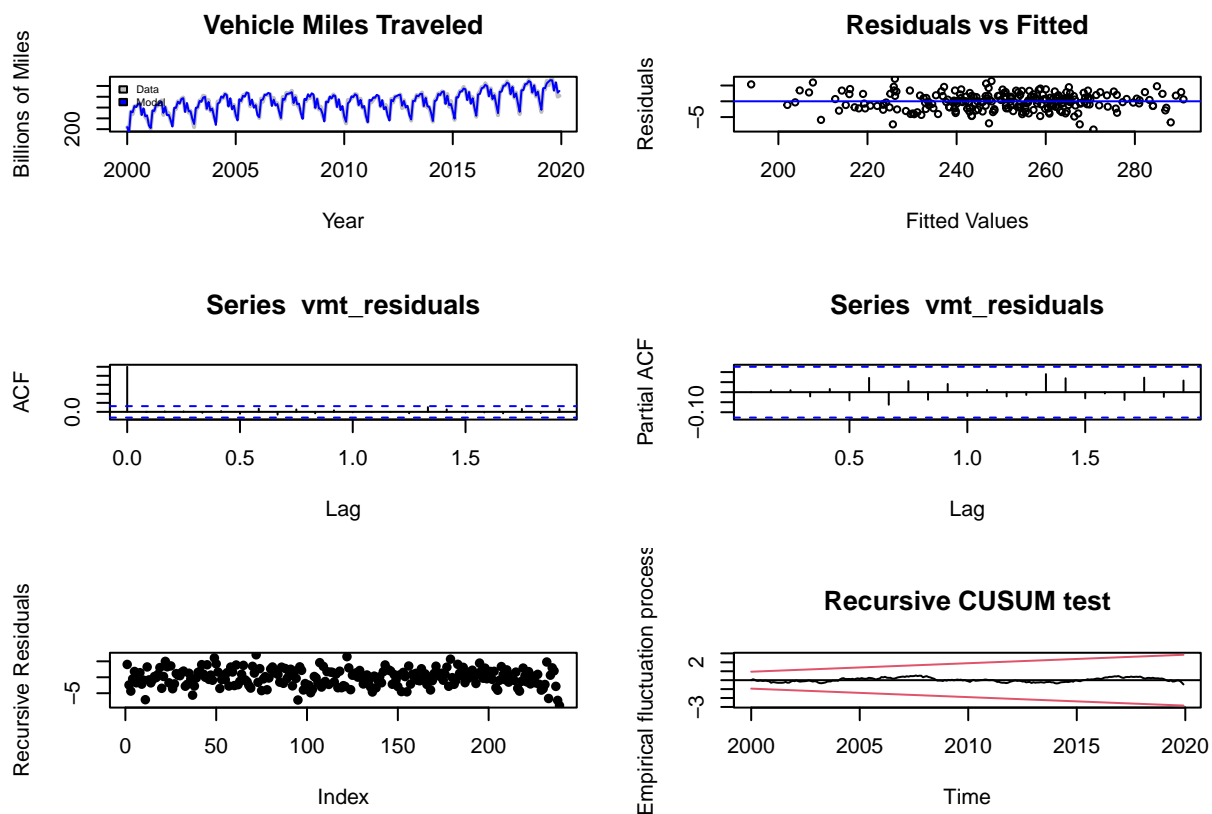 Vehicle Miles Traveled
Billions of Miles
200
Data
Model
2000 2005 2010 2015 2020
Year
Residuals vs Fitted
Residuals
−5
200 220 240 260 280
Fitted Values
Series vmt_residuals
ACF
0.0
0.0 0.5 1.0 1.5
Lag
Series vmt_residuals
Partial ACF
−0.10
0.5 1.0 1.5
Lag
Recursive Residuals
−5
0 50 100 150 200
Index
Recursive CUSUM test
Empirical fluctuation process
−3 2
2000 2005 2010 2015 2020
Time